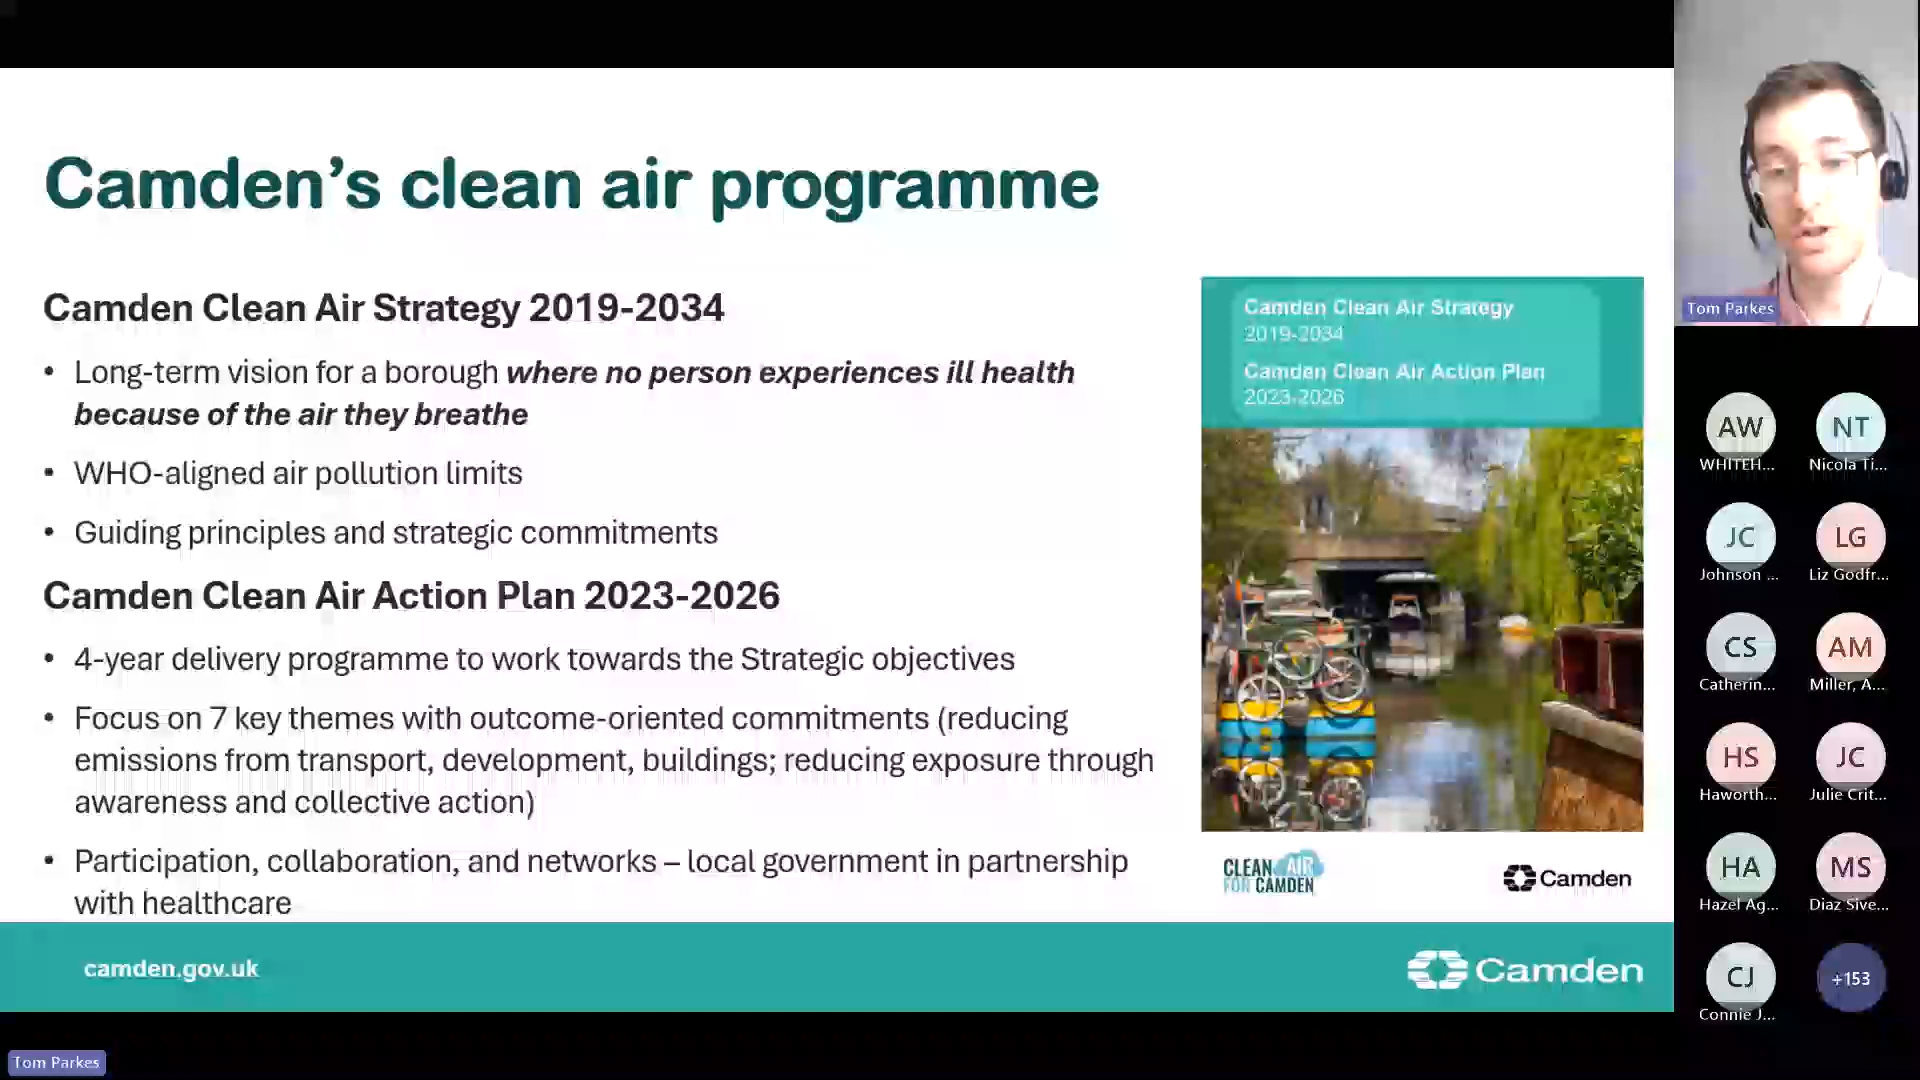 Camden's clean air programme
Camden Clean Air Strategy 2019-2034
• Long-term vision for a borough where no person experiences ill health
because of the air they breathe
• WHO-aligned air pollution limits
• Guiding principles and strategic commitments
Camden Clean Air Action Plan 2023-2026
• 4-year delivery programme to work towards the Strategic objectives
• Focus on 7 key themes with outcome-oriented commitments (reducing
emissions from transport, development, buildings; reducing exposure through
awareness and collective action)
• Participation, collaboration, and networks – local government in partnership
with healthcare
Camden Clean Air Strategy
2019-2034
Camden Clean Air Action Plan
2023-2026
CLEAN AIR
FOR CAMDEN
Camden
camden.gov.uk
Camden
Tom Parkes
AW
WHITEH...
NT
Nicola Ti...
JC
Johnson ...
LG
Liz Godfr...
CS
Catherin...
AM
Miller, A...
HS
Haworth...
JC
Julie Crit...
HA
Hazel Ag...
MS
Diaz Sive...
CJ
Connie J...
+153
Tom Parkes